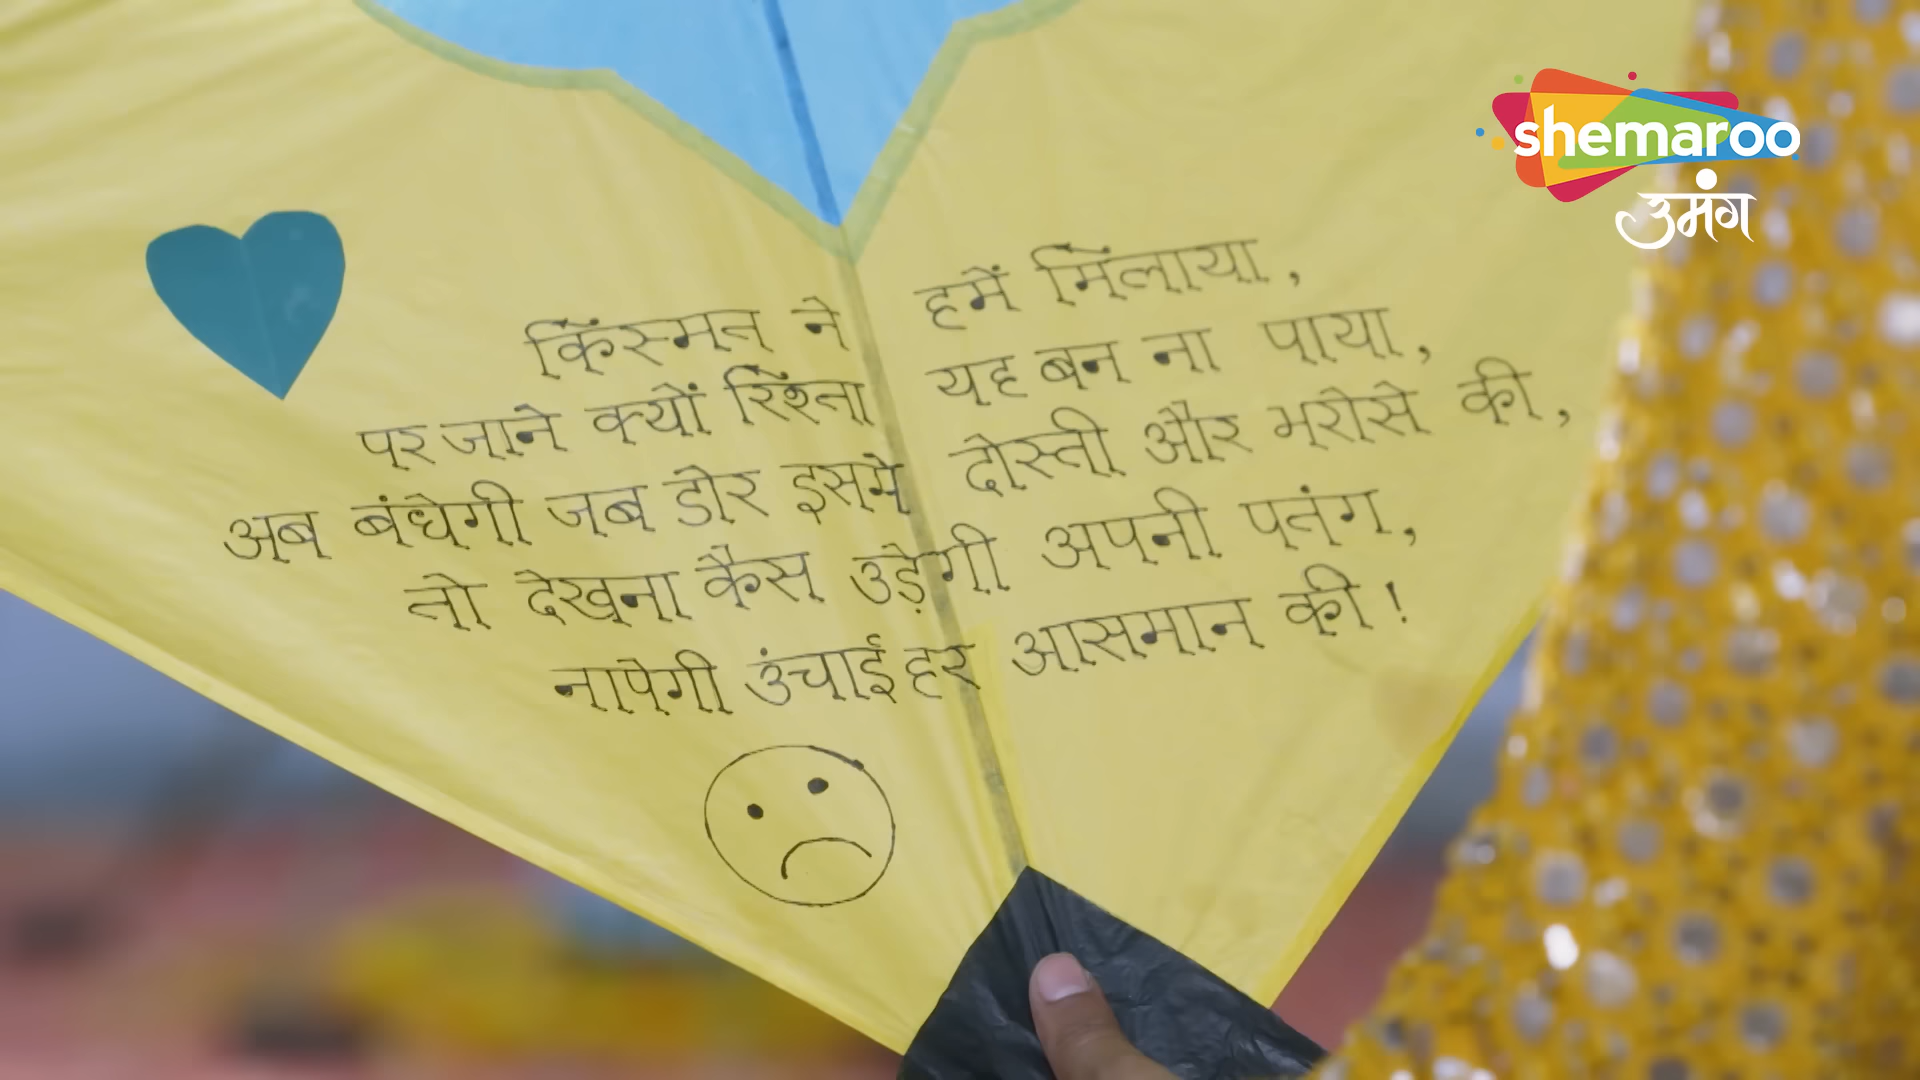 shemaroo
उमंग
किस्मत ने हमें मिलाया,
पर जाने क्यों रिश्ता यह बन ना पाया,
अब बंधेगी जब डोर इसमे दोस्ती और भरोसे की,
तो देखना कैस उड़ेगी अपनी पतंग,
नापेगी उंचाई हर आसमान की!